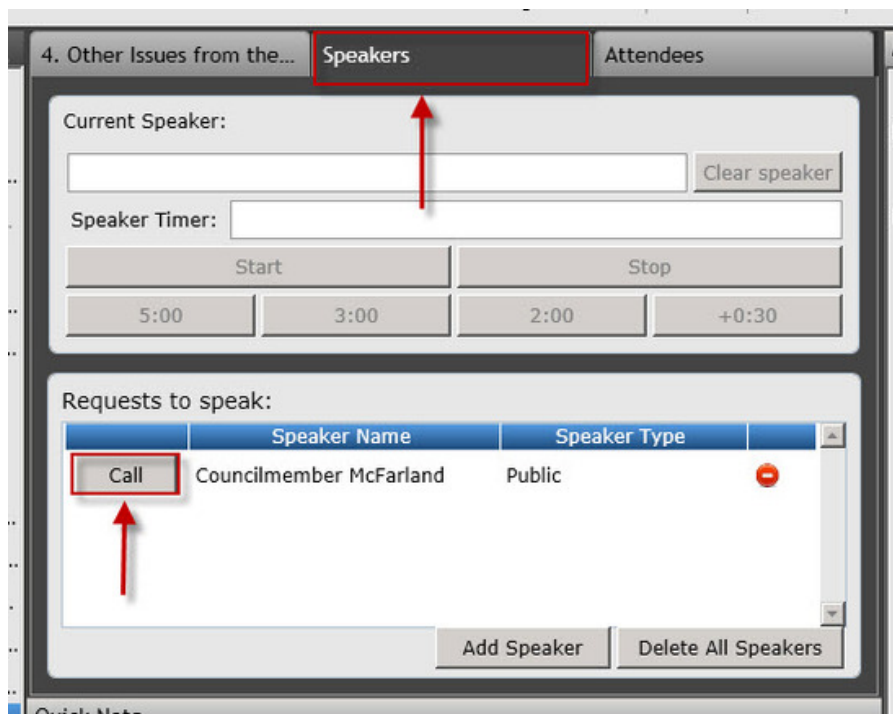 4. Other Issues from the... Speakers Attendees
Current Speaker:
Clear speaker
Speaker Timer:
Start Stop
5:00 3:00 2:00 +0:30
Requests to speak:
Speaker Name Speaker Type
Call Councilmember McFarland Public
Add Speaker Delete All Speakers
Quick Note